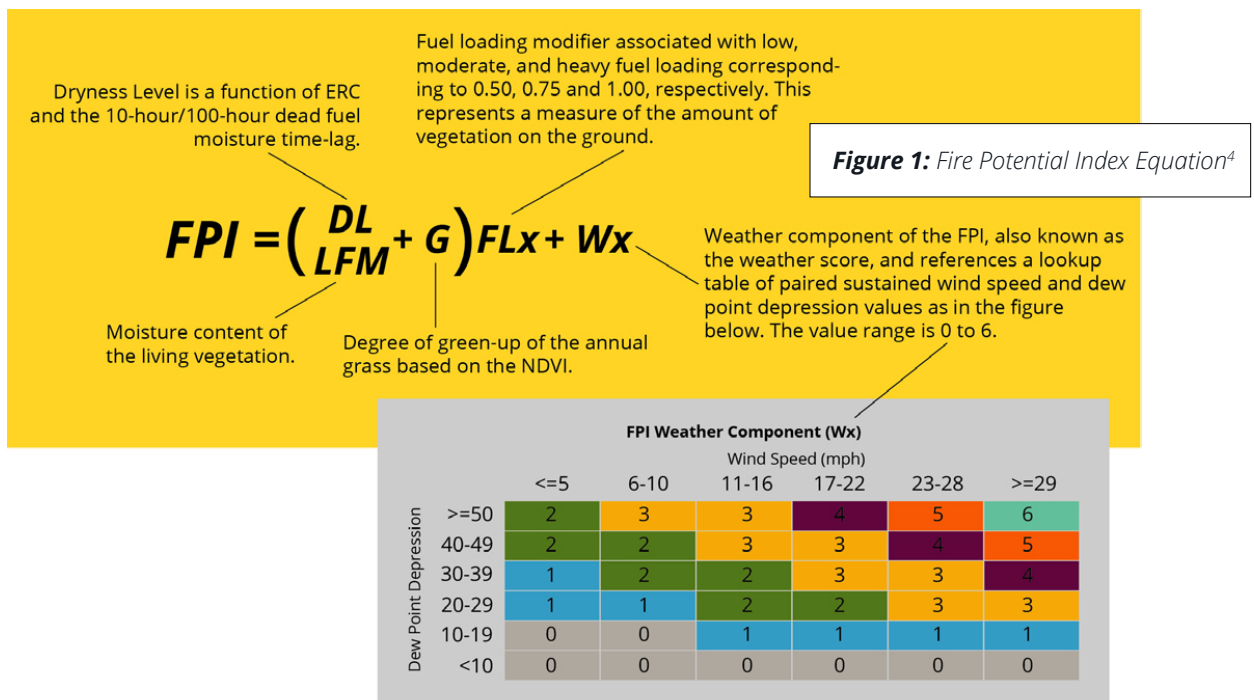 Fuel loading modifier associated with low,
moderate, and heavy fuel loading correspond-
ing to 0.50, 0.75 and 1.00, respectively. This
represents a measure of the amount of
vegetation on the ground.
Dryness Level is a function of ERC
and the 10-hour/100-hour dead fuel
moisture time-lag.
Figure 1: Fire Potential Index Equation⁴
FPI = (DL/LFM + G) FLx + Wx
Weather component of the FPI, also known as
the weather score, and references a lookup
table of paired sustained wind speed and dew
point depression values as in the figure
below. The value range is 0 to 6.
Moisture content of
the living vegetation.
Degree of green-up of the annual
grass based on the NDVI.
FPI Weather Component (Wx)
Wind Speed (mph)
<=5 6-10 11-16 17-22 23-28 >=29
Dew Point Depression
>=50 2 3 3 4 5 6
40-49 2 2 3 3 4 5
30-39 1 2 2 3 3 4
20-29 1 1 2 2 3 3
10-19 0 0 1 1 1 1
<10 0 0 0 0 0 0